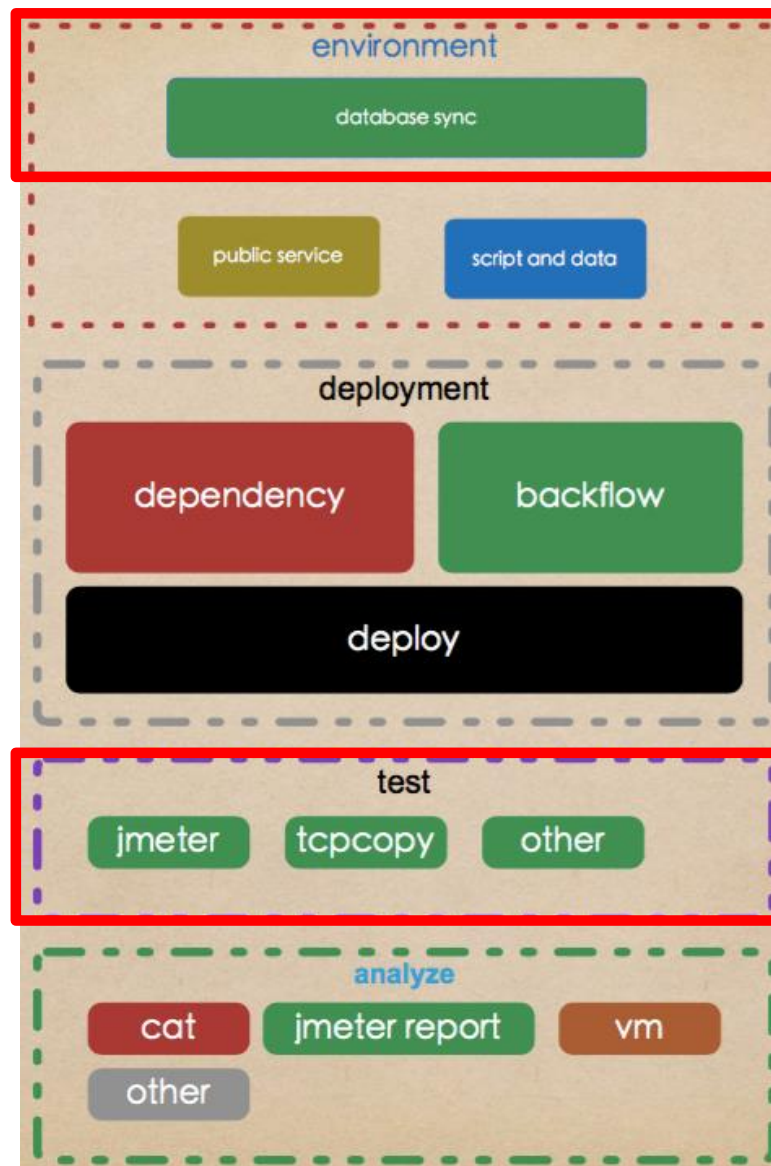 environment
database sync
public service
script and data
deployment
dependency
backflow
deploy
test
jmeter
tcpcopy
other
analyze
cat
jmeter report
vm
other